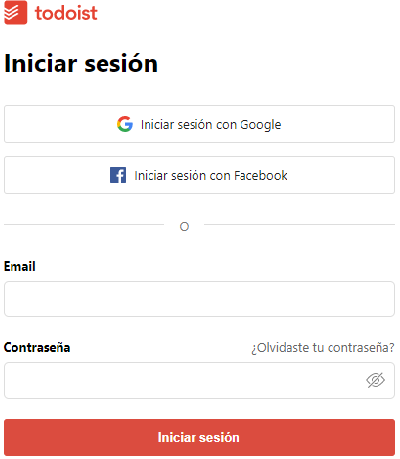 todoist
Iniciar sesión
Iniciar sesión con Google
Iniciar sesión con Facebook
O
Email
Contraseña ¿Olvidaste tu contraseña?
Iniciar sesión